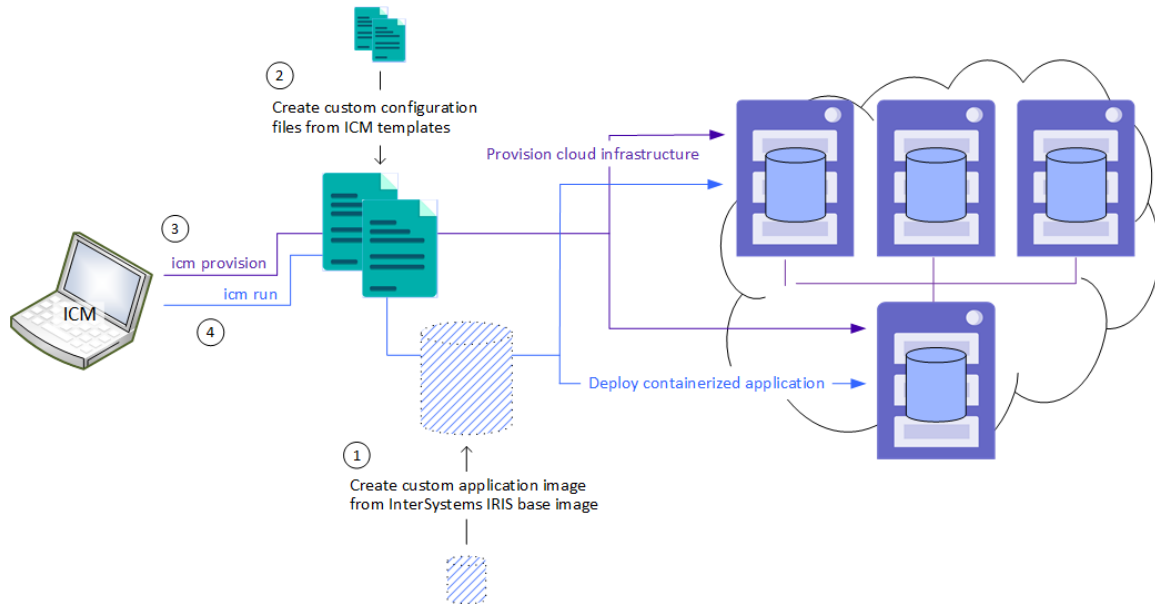 2
Create custom configuration
files from ICM templates
Provision cloud infrastructure
3
icm provision
icm run
ICM
4
Deploy containerized application
1
Create custom application image
from InterSystems IRIS base image